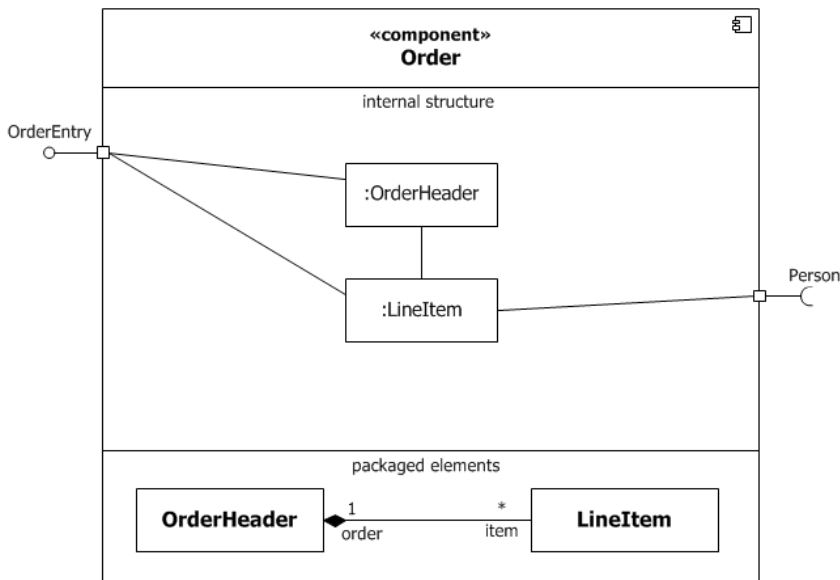 «component»
Order
internal structure
OrderEntry
:OrderHeader
Person
:LineItem
packaged elements
OrderHeader
1
order
*
item
LineItem